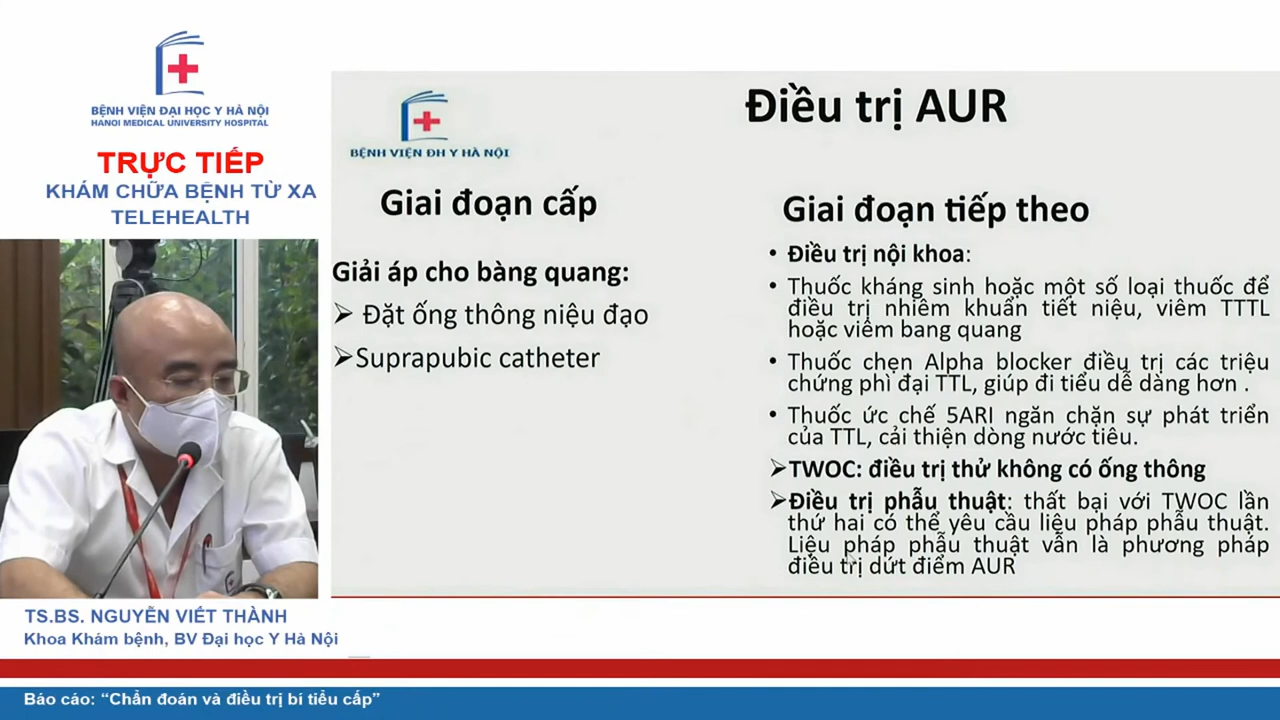 BỆNH VIỆN ĐẠI HỌC Y HÀ NỘI
HANOI MEDICAL UNIVERSITY HOSPITAL
TRỰC TIẾP
KHÁM CHỮA BỆNH TỪ XA
TELEHEALTH
BỆNH VIỆN ĐH Y HÀ NỘI
Điều trị AUR
Giai đoạn cấp
Giải áp cho bàng quang:
➢ Đặt ống thông niệu đạo
➢Suprapubic catheter
Giai đoạn tiếp theo
• Điều trị nội khoa:
• Thuốc kháng sinh hoặc một số loại thuốc để
điều trị nhiễm khuẩn tiết niệu, viêm TTTL
hoặc viêm bang quang
• Thuốc chẹn Alpha blocker điều trị các triệu
chứng phì đại TTL, giúp đi tiểu dễ dàng hơn .
• Thuốc ức chế 5ARI ngăn chặn sự phát triển
của TTL, cải thiện dòng nước tiêu.
➢TWOC: điều trị thử không có ống thông
➢Điều trị phẫu thuật: thất bại với TWOC lần
thứ hai có thể yêu cầu liệu pháp phẫu thuật.
Liệu pháp phẫu thuật vẫn là phương pháp
điều trị dứt điểm AUR
TS.BS. NGUYỄN VIẾT THÀNH
Khoa Khám bệnh, BV Đại học Y Hà Nội
Báo cáo: “Chẩn đoán và điều trị bí tiểu cấp”